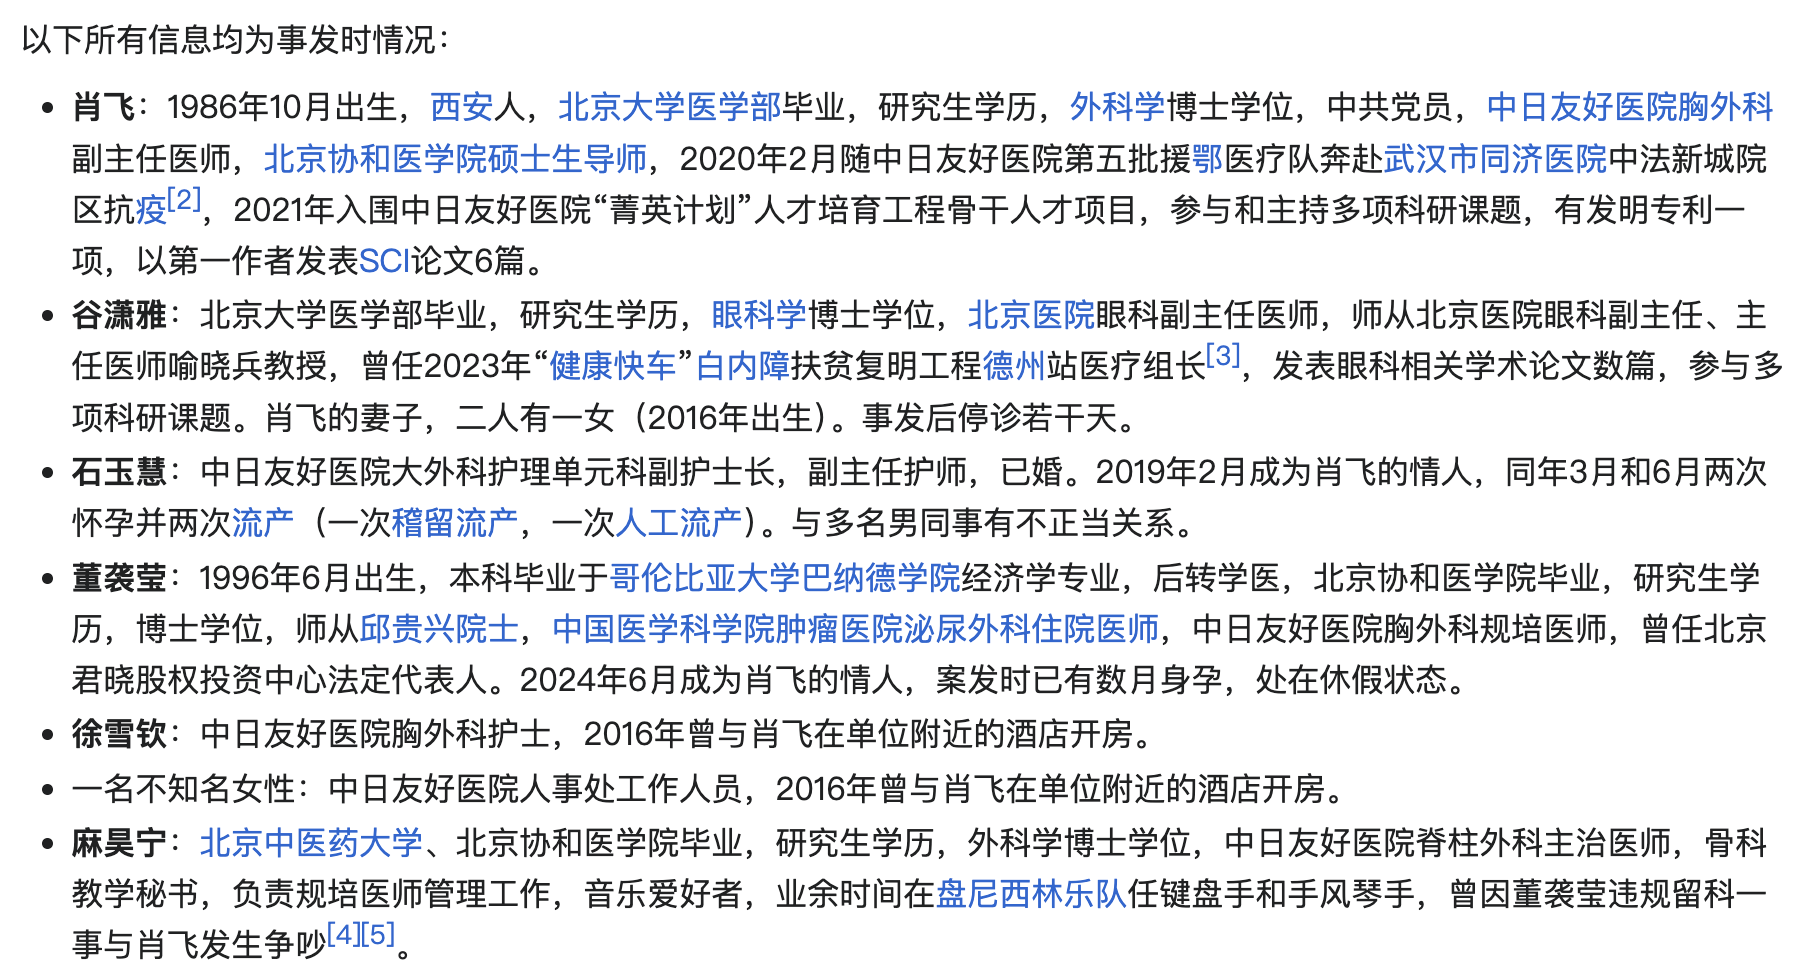 以下所有信息均为事发时情况：
• 肖飞：1986年10月出生，西安人，北京大学医学部毕业，研究生学历，外科学博士学位，中共党员，中日友好医院胸外科
副主任医师，北京协和医学院硕士生导师，2020年2月随中日友好医院第五批援鄂医疗队奔赴武汉市同济医院中法新城院
区抗疫[2]，2021年入围中日友好医院“菁英计划”人才培育工程骨干人才项目，参与和主持多项科研课题，有发明专利一
项，以第一作者发表SCI论文6篇。
• 谷潇雅：北京大学医学部毕业，研究生学历，眼科学博士学位，北京医院眼科副主任医师，师从北京医院眼科副主任、主
任医师喻晓兵教授，曾任2023年“健康快车”白内障扶贫复明工程德州站医疗组长[3]，发表眼科相关学术论文数篇，参与多
项科研课题。肖飞的妻子，二人有一女（2016年出生）。事发后停诊若干天。
• 石玉慧：中日友好医院大外科护理单元科副护士长，副主任护师，已婚。2019年2月成为肖飞的情人，同年3月和6月两次
怀孕并两次流产（一次稽留流产，一次人工流产）。与多名男同事有不正当关系。
• 董袭莹：1996年6月出生，本科毕业于哥伦比亚大学巴纳德学院经济学专业，后转学医，北京协和医学院毕业，研究生学
历，博士学位，师从邱贵兴院士，中国医学科学院肿瘤医院泌尿外科住院医师，中日友好医院胸外科规培医师，曾任北京
君晓股权投资中心法定代表人。2024年6月成为肖飞的情人，案发时已有数月身孕，处在休假状态。
• 徐雪钦：中日友好医院胸外科护士，2016年曾与肖飞在单位附近的酒店开房。
• 一名不知名女性：中日友好医院人事处工作人员，2016年曾与肖飞在单位附近的酒店开房。
• 麻昊宁：北京中医药大学、北京协和医学院毕业，研究生学历，外科学博士学位，中日友好医院脊柱外科主治医师，骨科
教学秘书，负责规培医师管理工作，音乐爱好者，业余时间在盘尼西林乐队任键盘手和手风琴手，曾因董袭莹违规留科一
事与肖飞发生争吵[4][5]。